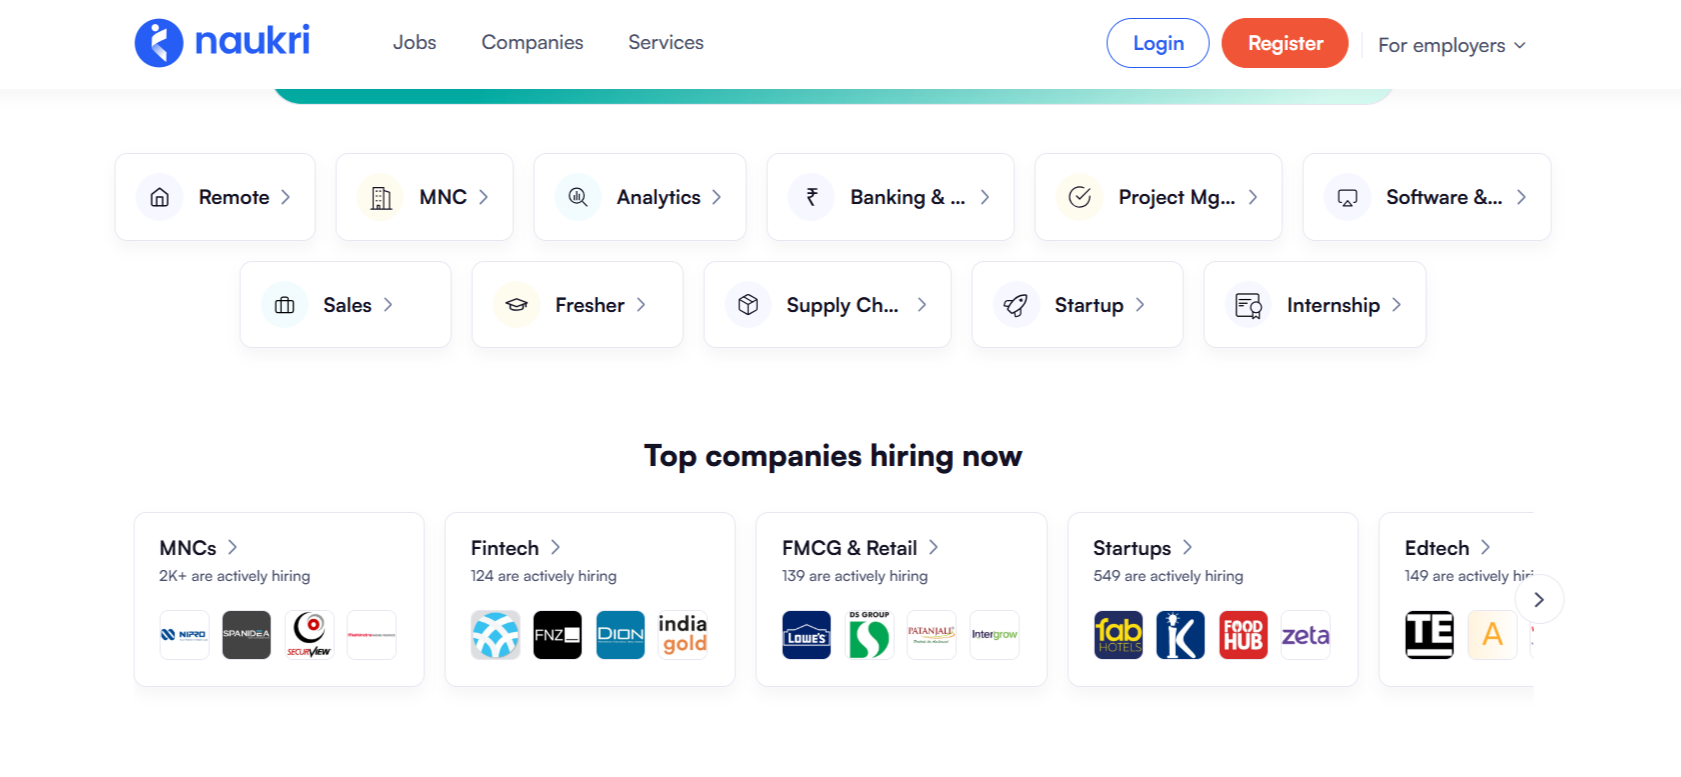 naukri
Jobs
Companies
Services
Login
Register
For employers
Remote
MNC
Analytics
Banking & ...
Project Mg...
Software &...
Sales
Fresher
Supply Ch...
Startup
Internship
Top companies hiring now
MNCs
2K+ are actively hiring
NIPRO
SPANIDEA
SECURVIEW
Fintech
124 are actively hiring
FNZ
DION
india
gold
FMCG & Retail
139 are actively hiring
LOWE'S
DS GROUP
PATANJALI
Intergrow
Startups
549 are actively hiring
fab
HOTELS
K
FOOD
HUB
zeta
Edtech
149 are actively hiri
TE
A